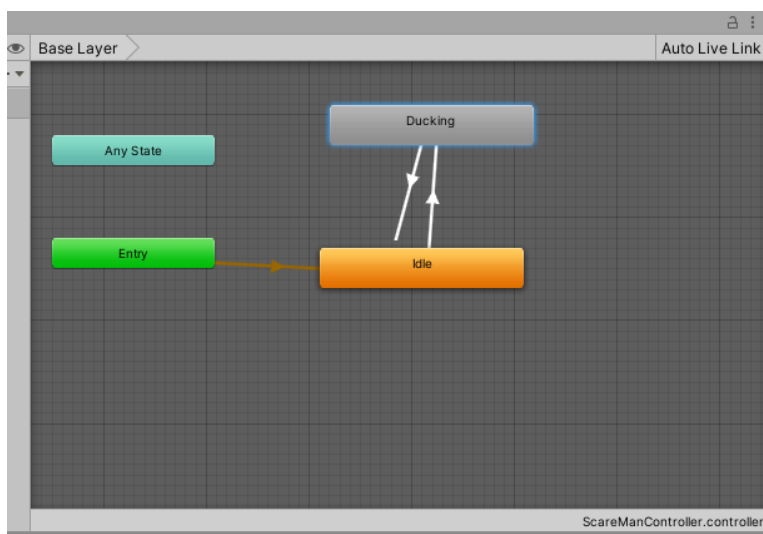 Base Layer
Auto Live Link
Ducking
Any State
Entry
Idle
ScareManController.controller